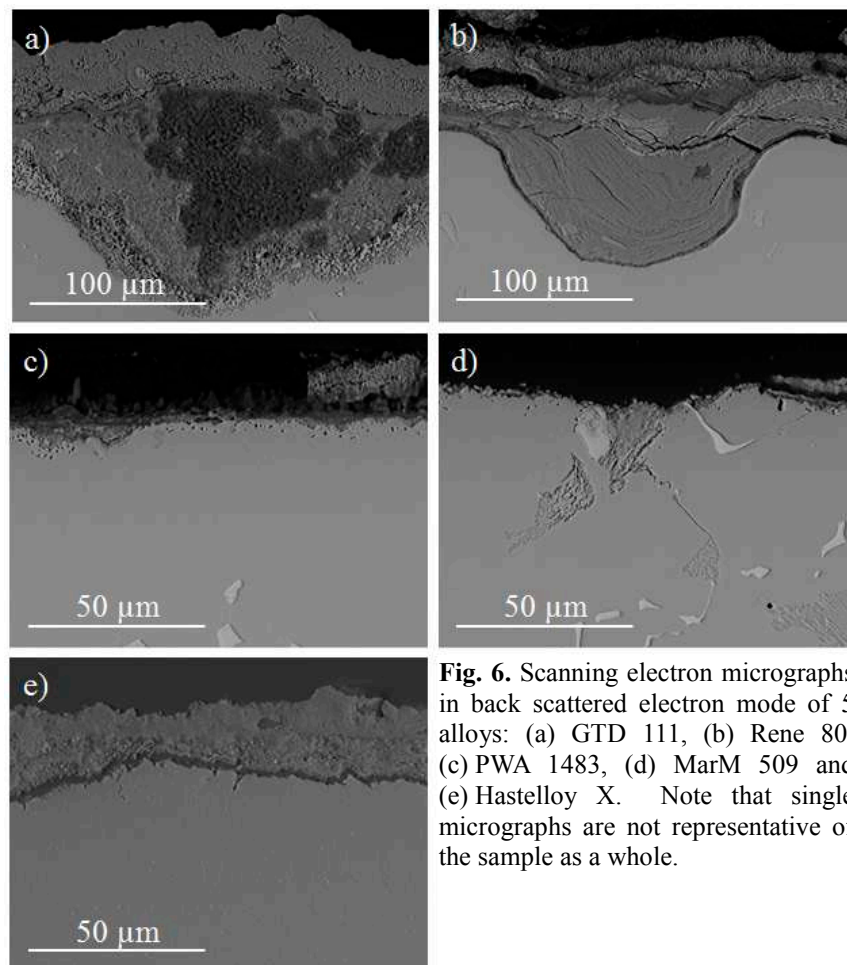 a)
b)
100 µm
100 µm
c)
d)
50 µm
50 µm
e)
50 µm
Fig. 6. Scanning electron micrographs
in back scattered electron mode of 5
alloys: (a) GTD 111, (b) Rene 80,
(c) PWA 1483, (d) MarM 509 and
(e) Hastelloy X. Note that single
micrographs are not representative of
the sample as a whole.